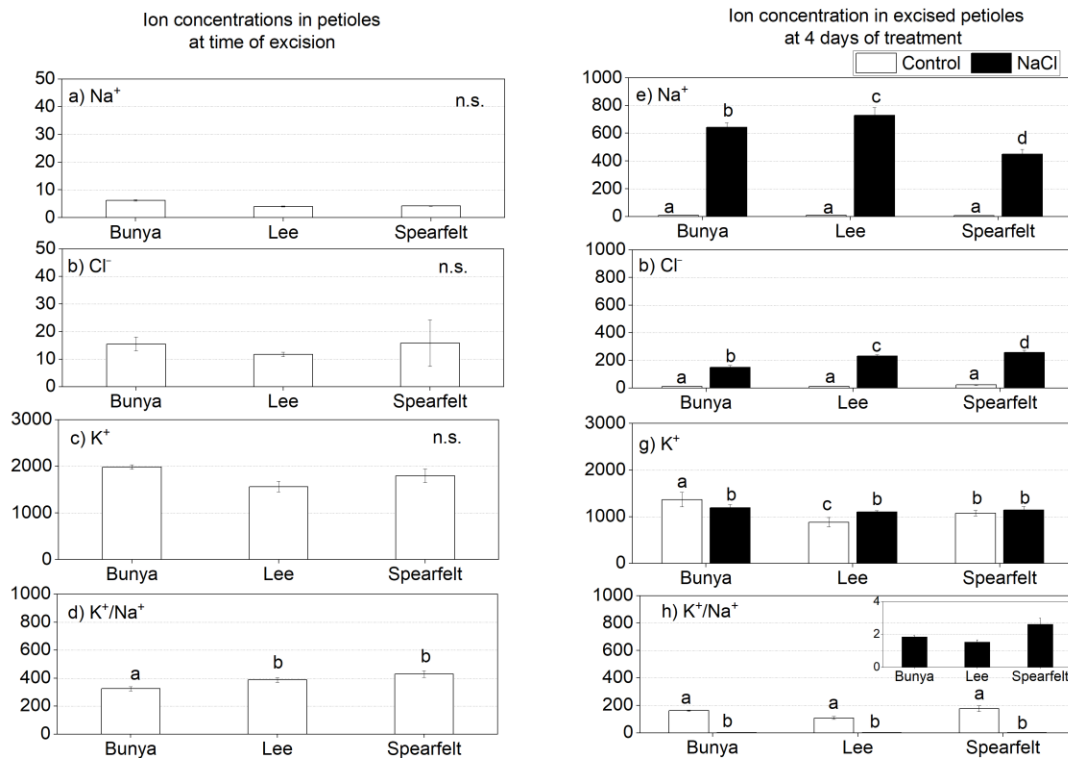 Ion concentrations in petioles
at time of excision
a) Na⁺
n.s.
50
40
30
20
10
0
Bunya Lee Spearfelt
b) Cl⁻
n.s.
50
40
30
20
10
0
Bunya Lee Spearfelt
c) K⁺
n.s.
3000
2000
1000
0
Bunya Lee Spearfelt
d) K⁺/Na⁺
1000
800
600
400
200
0
a b b
Bunya Lee Spearfelt
Ion concentration in excised petioles
at 4 days of treatment
Control NaCl
e) Na⁺
1000
800
600
400
200
0
a b a c a d
Bunya Lee Spearfelt
b) Cl⁻
1000
800
600
400
200
0
a b a c a d
Bunya Lee Spearfelt
g) K⁺
3000
2000
1000
0
a b c b b b
Bunya Lee Spearfelt
h) K⁺/Na⁺
1000
800
600
400
200
0
4
2
0
Bunya Lee Spearfelt
a b a b a b
Bunya Lee Spearfelt